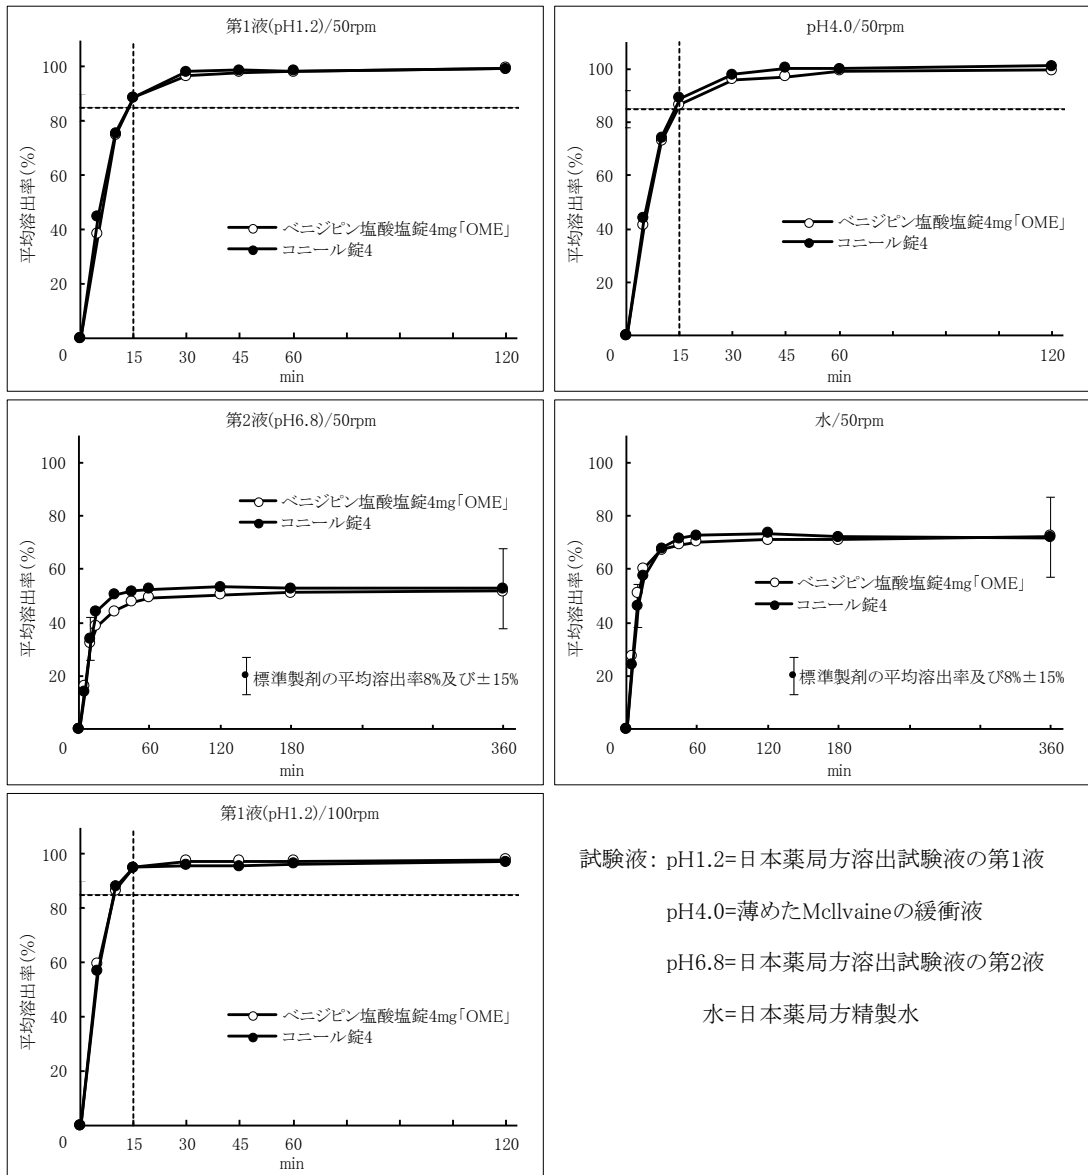 第1液(pH1.2)/50rpm
平均溶出率(%)
100
80
60
40
20
0
ベニジピン塩酸塩錠4mg「OME」
コニール錠4
15 30 45 60 120
min
pH4.0/50rpm
平均溶出率(%)
100
80
60
40
20
0
ベニジピン塩酸塩錠4mg「OME」
コニール錠4
15 30 45 60 120
min
第2液(pH6.8)/50rpm
平均溶出率(%)
100
80
60
40
20
0
ベニジピン塩酸塩錠4mg「OME」
コニール錠4
標準製剤の平均溶出率8%及び±15%
60 120 180 360
min
水/50rpm
平均溶出率(%)
100
80
60
40
20
0
ベニジピン塩酸塩錠4mg「OME」
コニール錠4
標準製剤の平均溶出率及び8%±15%
60 120 180 360
min
第1液(pH1.2)/100rpm
平均溶出率(%)
100
80
60
40
20
0
ベニジピン塩酸塩錠4mg「OME」
コニール錠4
15 30 45 60 120
min
試験液: pH1.2=日本薬局方溶出試験液の第1液
pH4.0=薄めたMcllvaineの緩衝液
pH6.8=日本薬局方溶出試験液の第2液
水=日本薬局方精製水